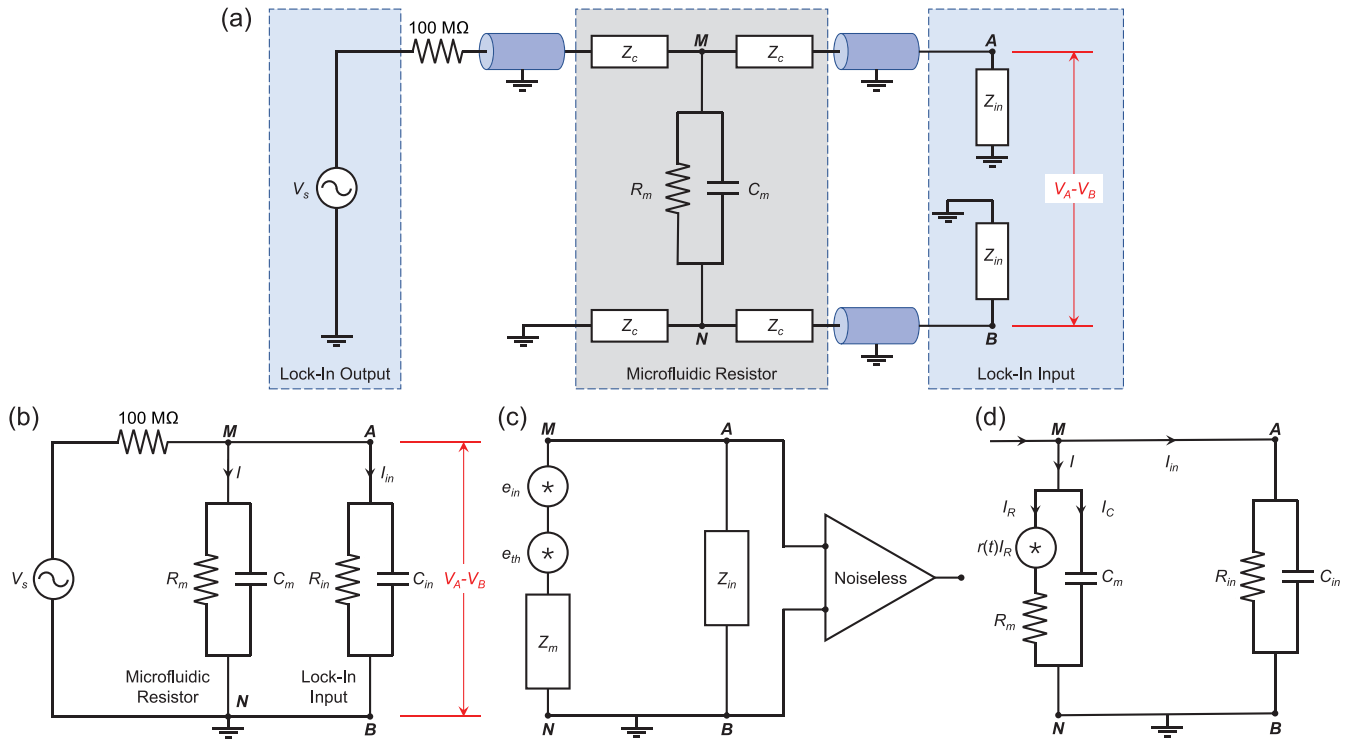 (a)
100 MΩ
V_s
Z_c
M
Z_c
A
Z_in
R_m
C_m
V_A-V_B
Z_in
Z_c
N
Z_c
B
Lock-In Output
Microfluidic Resistor
Lock-In Input
(b)
100 MΩ
M
A
I
I_in
V_s
R_m
C_m
R_in
C_in
V_A-V_B
Microfluidic
Resistor
Lock-In
Input
N
B
(c)
M
A
e_in
*
e_th
*
Z_m
Z_in
Noiseless
N
B
(d)
M
A
I
I_in
I_R
I_C
r(t)I_R
*
C_m
R_m
R_in
C_in
N
B